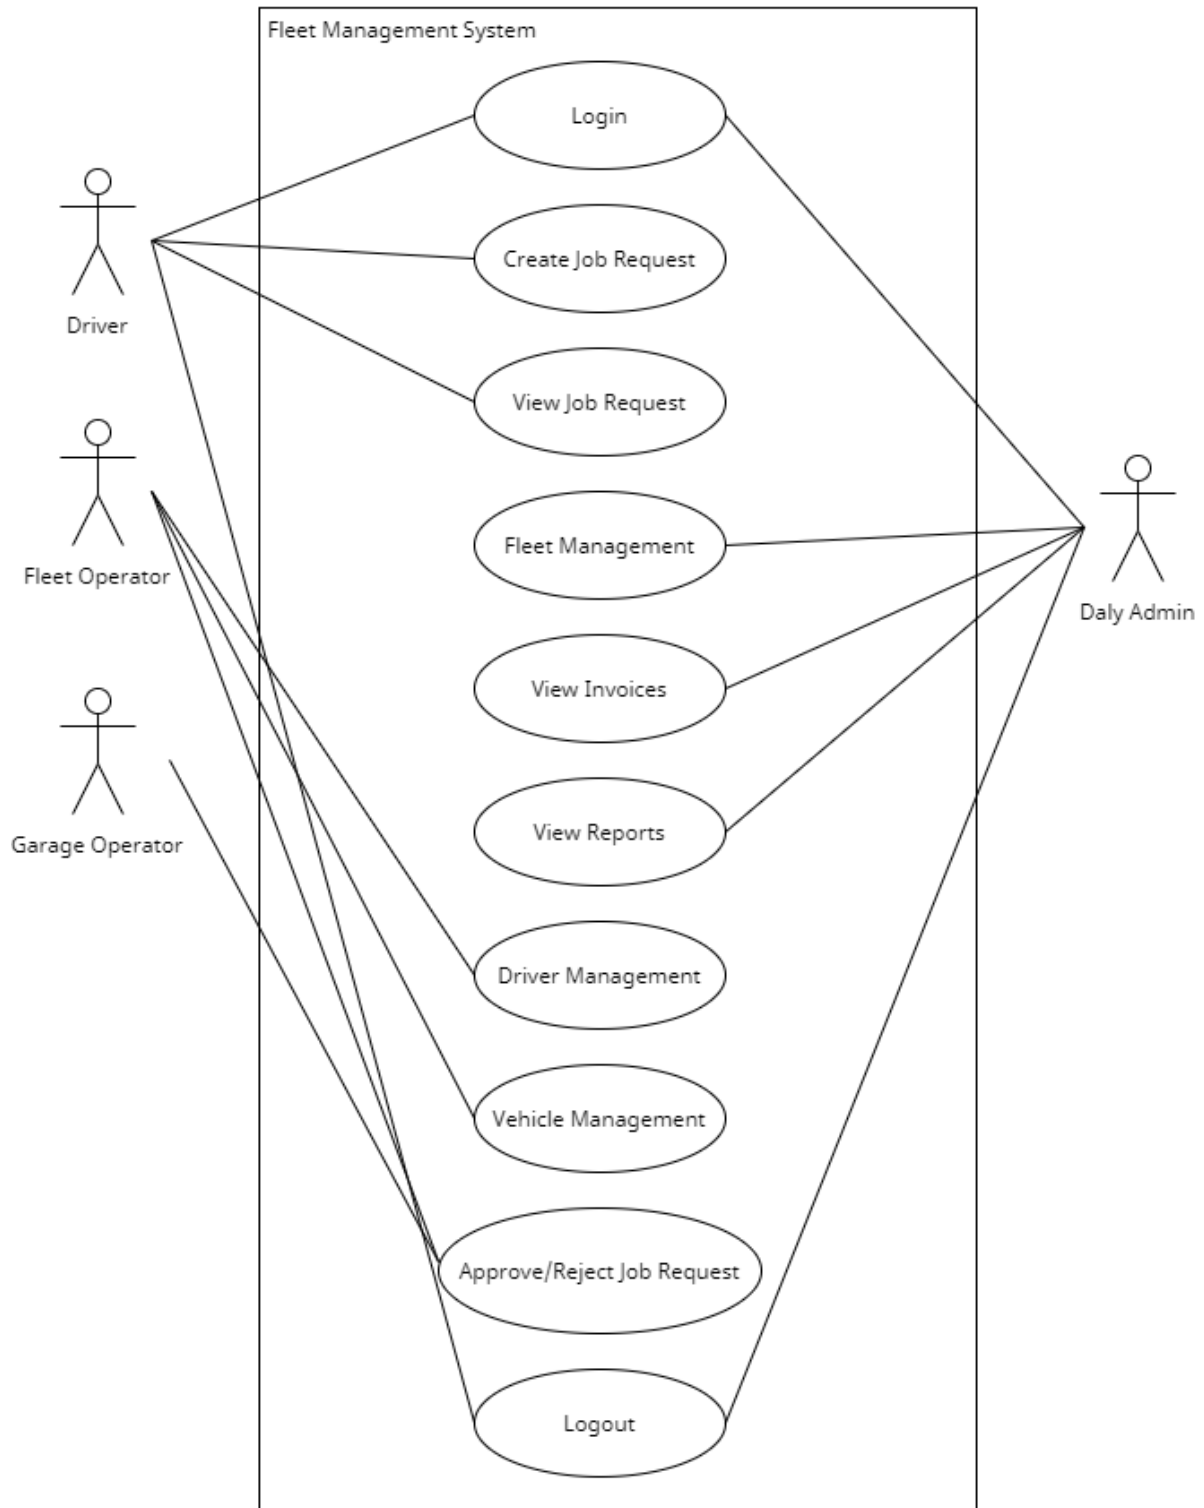 Fleet Management System
Login
Create Job Request
Driver
View Job Request
Fleet Management
Fleet Operator
Daly Admin
View Invoices
View Reports
Garage Operator
Driver Management
Vehicle Management
Approve/Reject Job Request
Logout